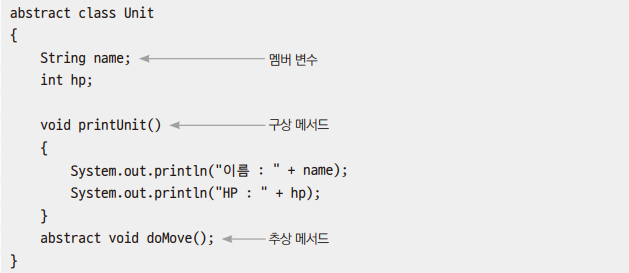 abstract class Unit
{
String name; 멤버 변수
int hp;
void printUnit() 구상 메서드
{
System.out.println("이름 : " + name);
System.out.println("HP : " + hp);
}
abstract void doMove(); 추상 메서드
}